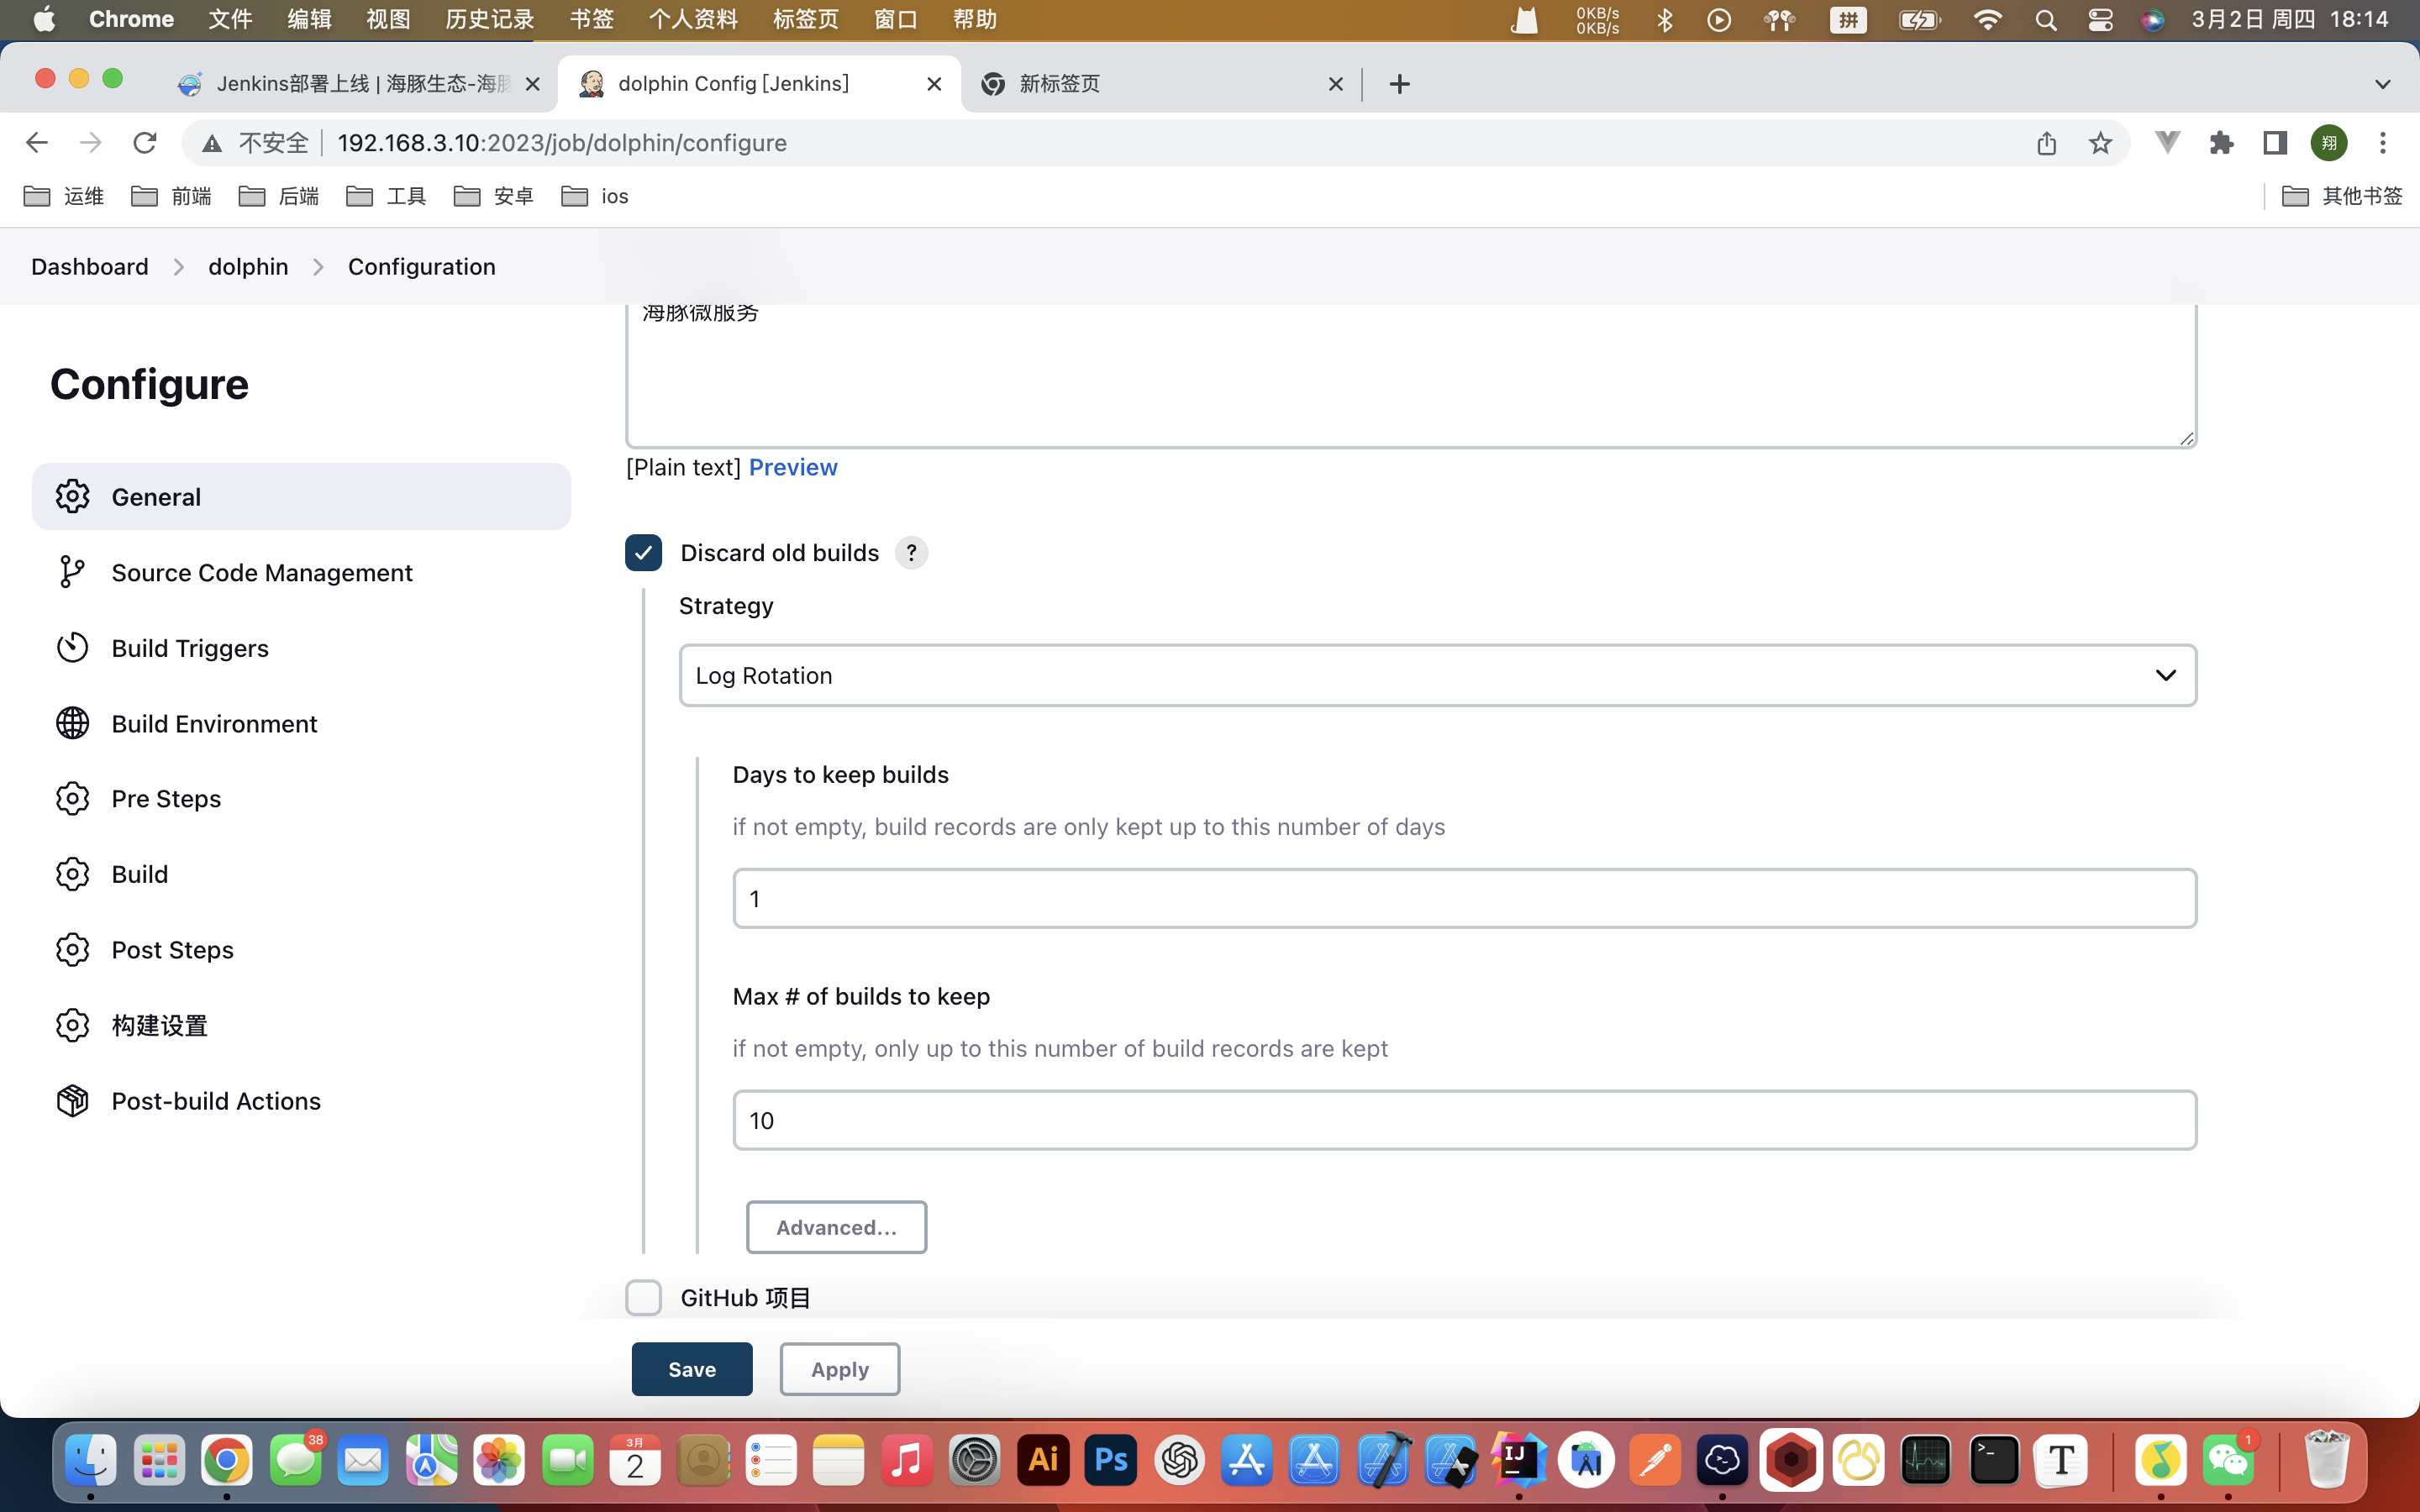 Chrome 文件 编辑 视图 历史记录 书签 个人资料 标签页 窗口 帮助 0KB/s 0KB/s 拼 3月2日 周四 18:14
Jenkins部署上线 | 海豚生态-海豚 dolphin Config [Jenkins] 新标签页
不安全 192.168.3.10:2023/job/dolphin/configure 翔
运维 前端 后端 工具 安卓 ios 其他书签
Dashboard dolphin Configuration
海豚微服务
Configure
[Plain text] Preview
General
Discard old builds ?
Source Code Management
Strategy
Build Triggers
Log Rotation
Build Environment
Days to keep builds
Pre Steps
if not empty, build records are only kept up to this number of days
Build
1
Post Steps
Max # of builds to keep
构建设置
if not empty, only up to this number of build records are kept
Post-build Actions
10
Advanced...
GitHub 项目
Save Apply
38 3月 2 Ai Ps IJ >_ T 1